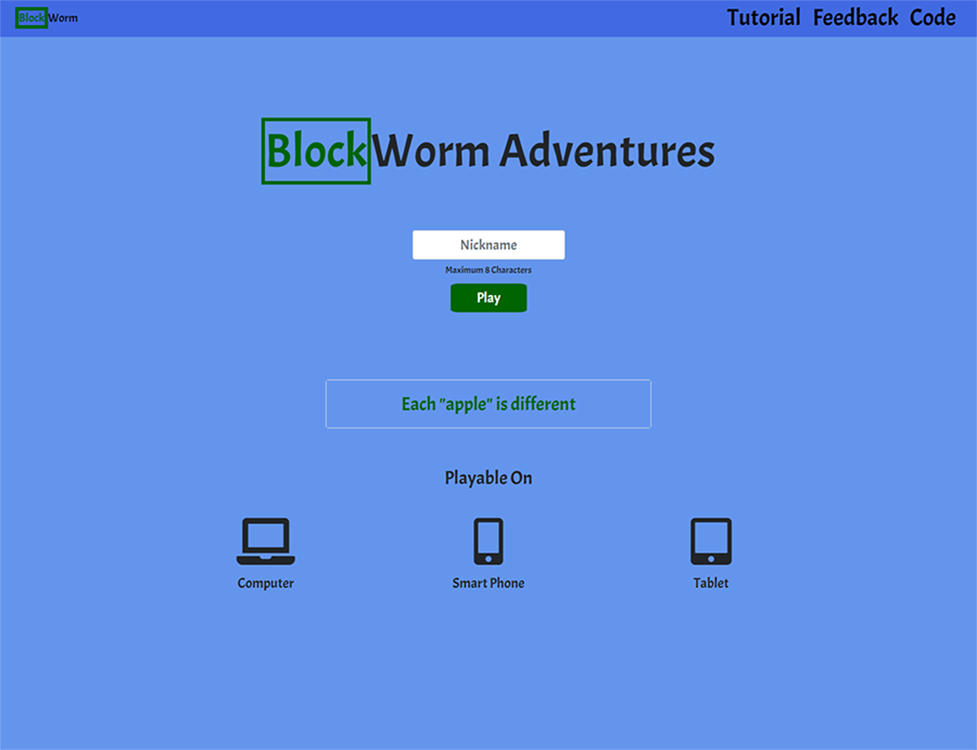 BlockWorm
Tutorial Feedback Code
BlockWorm Adventures
Nickname
Maximum 8 Characters
Play
Each "apple" is different
Playable On
Computer
Smart Phone
Tablet